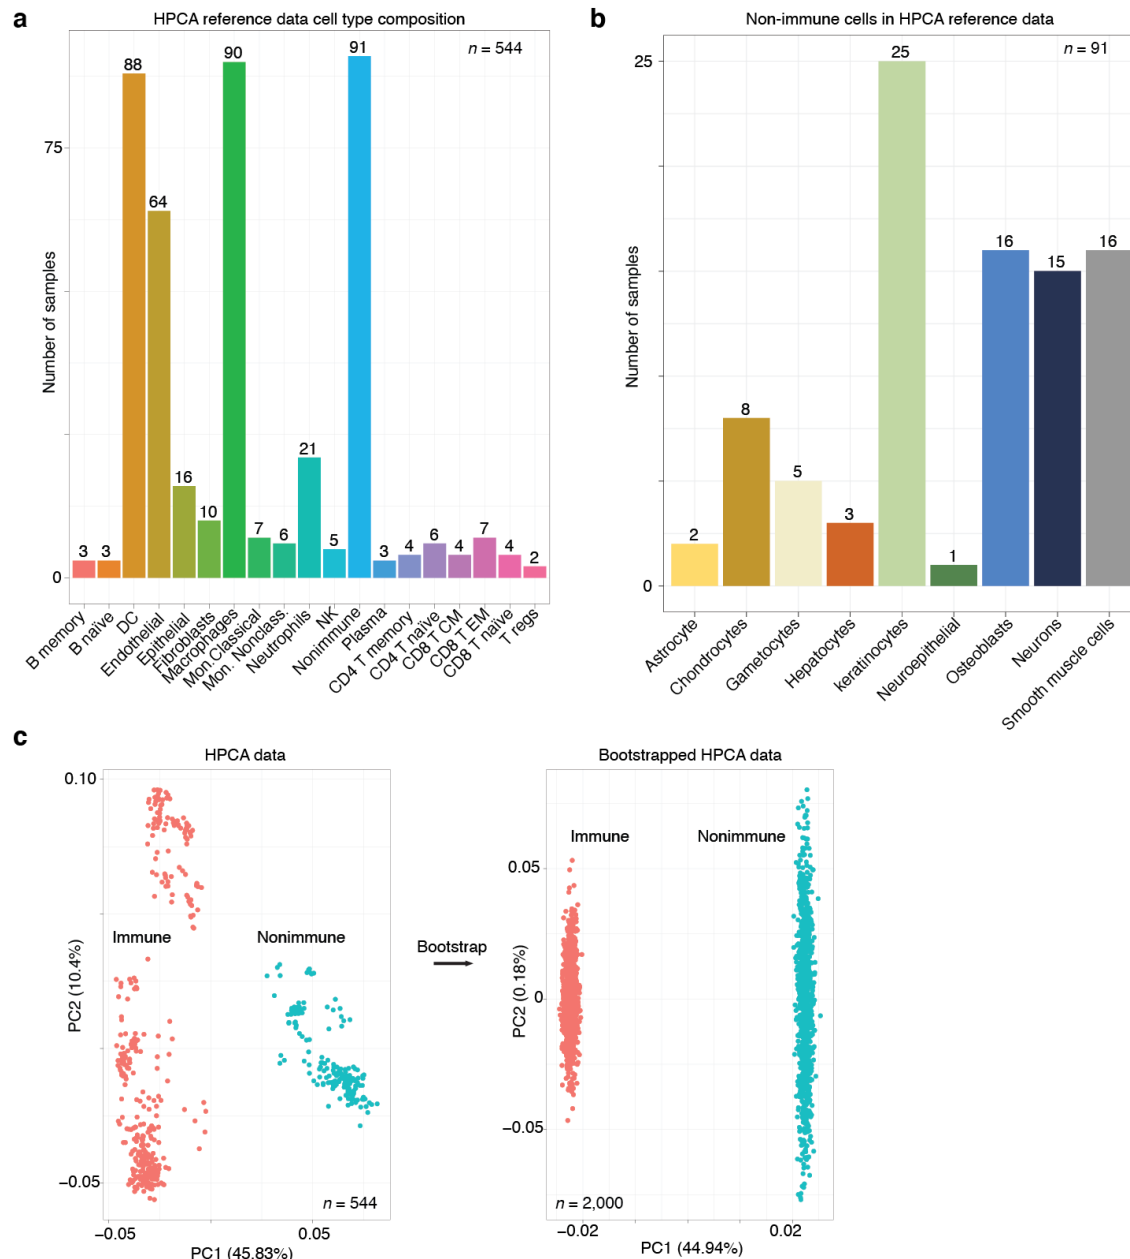 a
HPCA reference data cell type composition
n = 544
Number of samples
75
0
3
3
88
64
16
10
90
7
6
21
5
91
3
4
6
4
7
4
2
B memory
B naïve
DC
Endothelial
Epithelial
Fibroblasts
Macrophages
Mon.Classical
Mon. Nonclass.
Neutrophils
NK
Nonimmune
Plasma
CD4 T memory
CD4 T naïve
CD8 T CM
CD8 T EM
CD8 T naïve
T Tregs
b
Non-immune cells in HPCA reference data
n = 91
Number of samples
25
0
2
8
5
3
25
1
16
15
16
Astrocyte
Chondrocytes
Gametocytes
Hepatocytes
keratinocytes
Neuroepithelial
Osteoblasts
Neurons
Smooth muscle cells
c
HPCA data
0.10
−0.05
PC2 (10.4%)
Immune
Nonimmune
n = 544
−0.05
0.05
PC1 (45.83%)
Bootstrap
Bootstrapped HPCA data
Immune
Nonimmune
0.05
0
−0.05
PC2 (0.18%)
n = 2,000
−0.02
0.02
PC1 (44.94%)